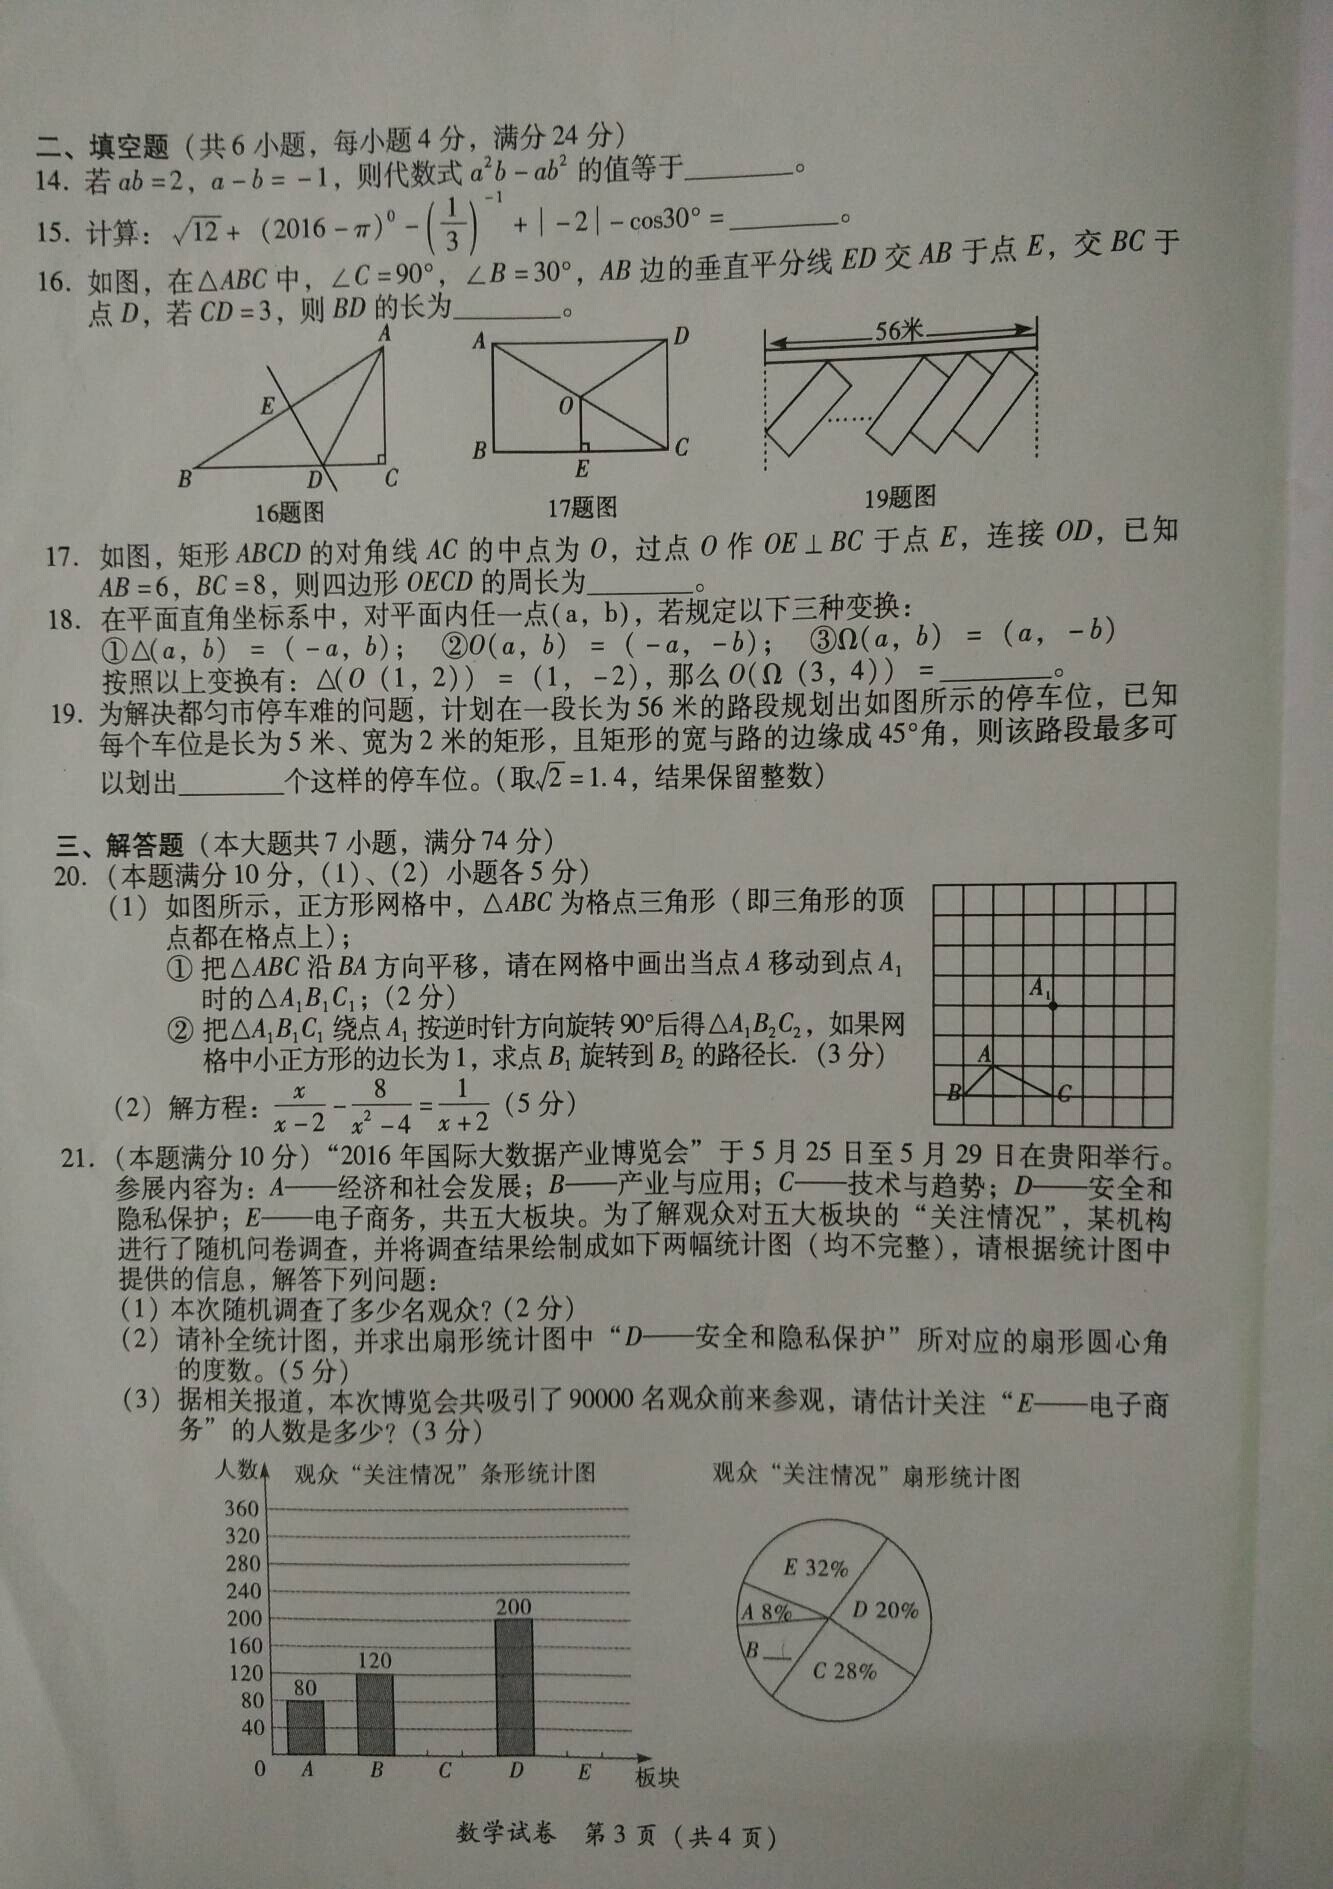 二、填空题（共6小题，每小题4分，满分24分）
14. 若ab=2，a-b=-1，则代数式a²b-ab²的值等于________。
15. 计算：√12+（2016-π）⁰-(1/3)⁻¹+|-2|-cos30°=________。
16. 如图，在△ABC中，∠C=90°，∠B=30°，AB边的垂直平分线ED交AB于点E，交BC于
点D，若CD=3，则BD的长为________。
A
E
B
D
C
16题图
A
D
O
B
E
C
17题图
56米
……
19题图
17. 如图，矩形ABCD的对角线AC的中点为O，过点O作OE⊥BC于点E，连接OD，已知
AB=6，BC=8，则四边形OECD的周长为________。
18. 在平面直角坐标系中，对平面内任一点(a，b)，若规定以下三种变换：
①△(a，b)=(-a，b)； ②O(a，b)=(-a，-b)； ③Ω(a，b)=(a，-b)
按照以上变换有：△(O（1，2）)=(1，-2)，那么O(Ω（3，4）)=________。
19. 为解决都匀市停车难的问题，计划在一段长为56米的路段规划出如图所示的停车位，已知
每个车位是长为5米、宽为2米的矩形，且矩形的宽与路的边缘成45°角，则该路段最多可
以划出________个这样的停车位。（取√2=1.4，结果保留整数）
三、解答题（本大题共7小题，满分74分）
20.（本题满分10分，（1）、（2）小题各5分）
（1）如图所示，正方形网格中，△ABC为格点三角形（即三角形的顶
点都在格点上）；
① 把△ABC沿BA方向平移，请在网格中画出当点A移动到点A₁
时的△A₁B₁C₁；（2分）
② 把△A₁B₁C₁绕点A₁按逆时针方向旋转90°后得△A₁B₂C₂，如果网
格中小正方形的边长为1，求点B₁旋转到B₂的路径长.（3分）
（2）解方程：x/(x-2)-8/(x²-4)=1/(x+2)（5分）
A₁
A
B
C
21.（本题满分10分）“2016年国际大数据产业博览会”于5月25日至5月29日在贵阳举行。
参展内容为：A——经济和社会发展；B——产业与应用；C——技术与趋势；D——安全和
隐私保护；E——电子商务，共五大板块。为了解观众对五大板块的“关注情况”，某机构
进行了随机问卷调查，并将调查结果绘制成如下两幅统计图（均不完整），请根据统计图中
提供的信息，解答下列问题：
（1）本次随机调查了多少名观众？（2分）
（2）请补全统计图，并求出扇形统计图中“D——安全和隐私保护”所对应的扇形圆心角
的度数。（5分）
（3）据相关报道，本次博览会共吸引了90000名观众前来参观，请估计关注“E——电子商
务”的人数是多少？（3分）
人数
观众“关注情况”条形统计图
360
320
280
240
200
160
120
80
40
0
80
120
200
A B C D E
板块
观众“关注情况”扇形统计图
E 32%
A 8%
D 20%
B __
C 28%
数学试卷 第3页（共4页）